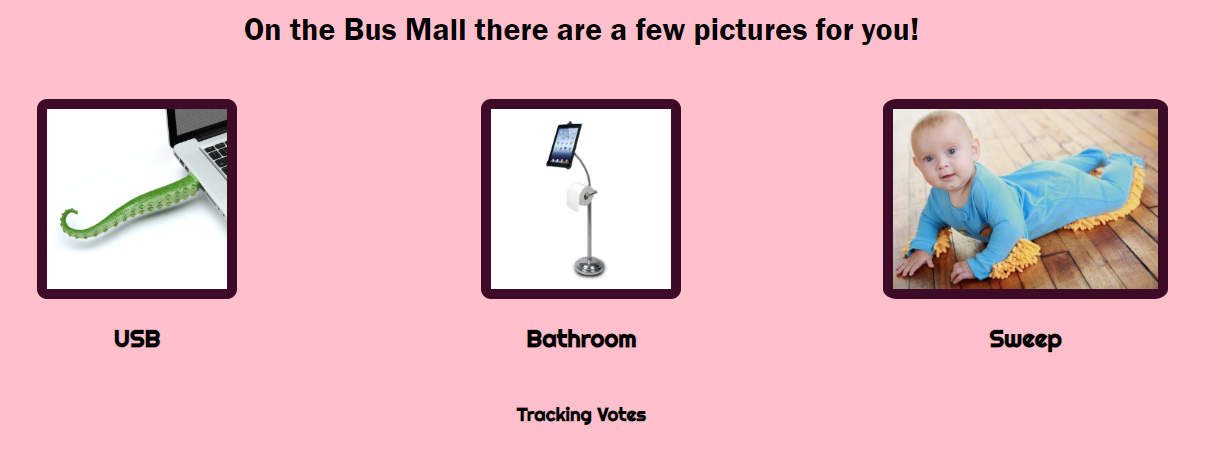 On the Bus Mall there are a few pictures for you!
USB
Bathroom
Sweep
Tracking Votes